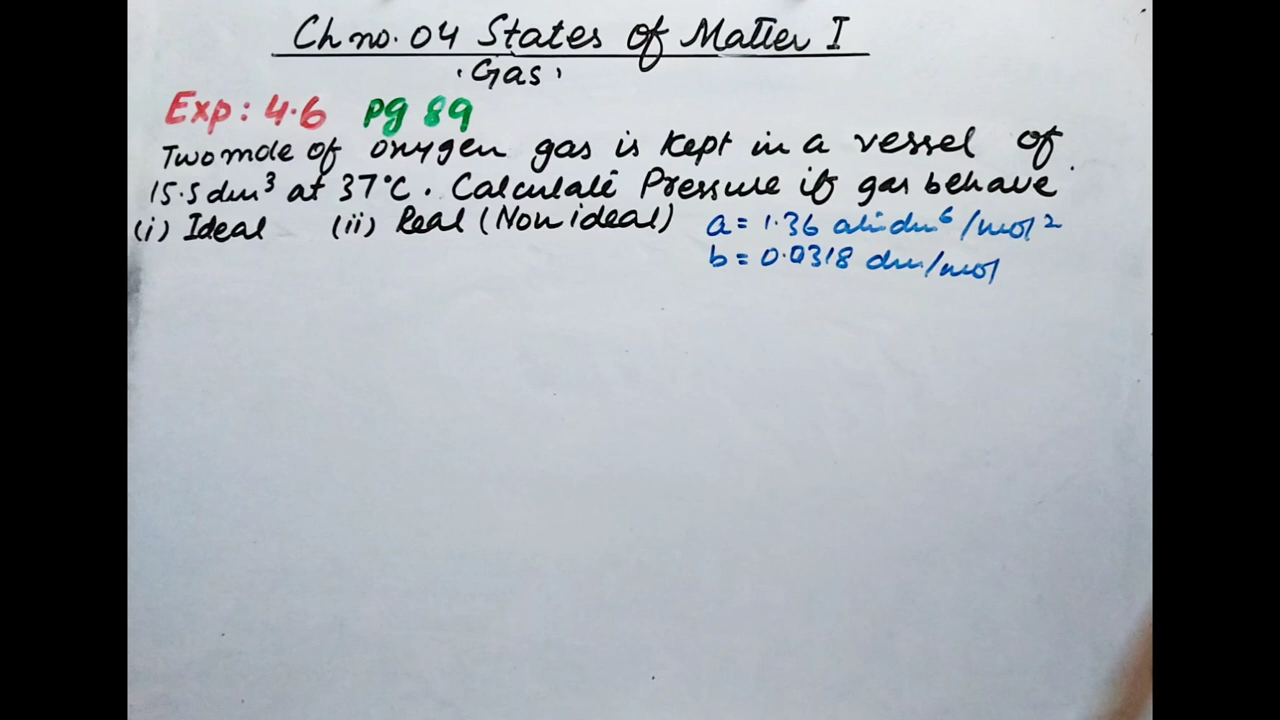 Ch no. 04 States of Matter I
Gas
Exp: 4.6 pg 89
Two mole of oxygen gas is kept in a vessel of
15.5 dm³ at 37°C. Calculate Pressure if gas behave
(i) Ideal (ii) Real (Non ideal) a = 1.36 atm dm⁶/mol²
b = 0.0318 dm/mol